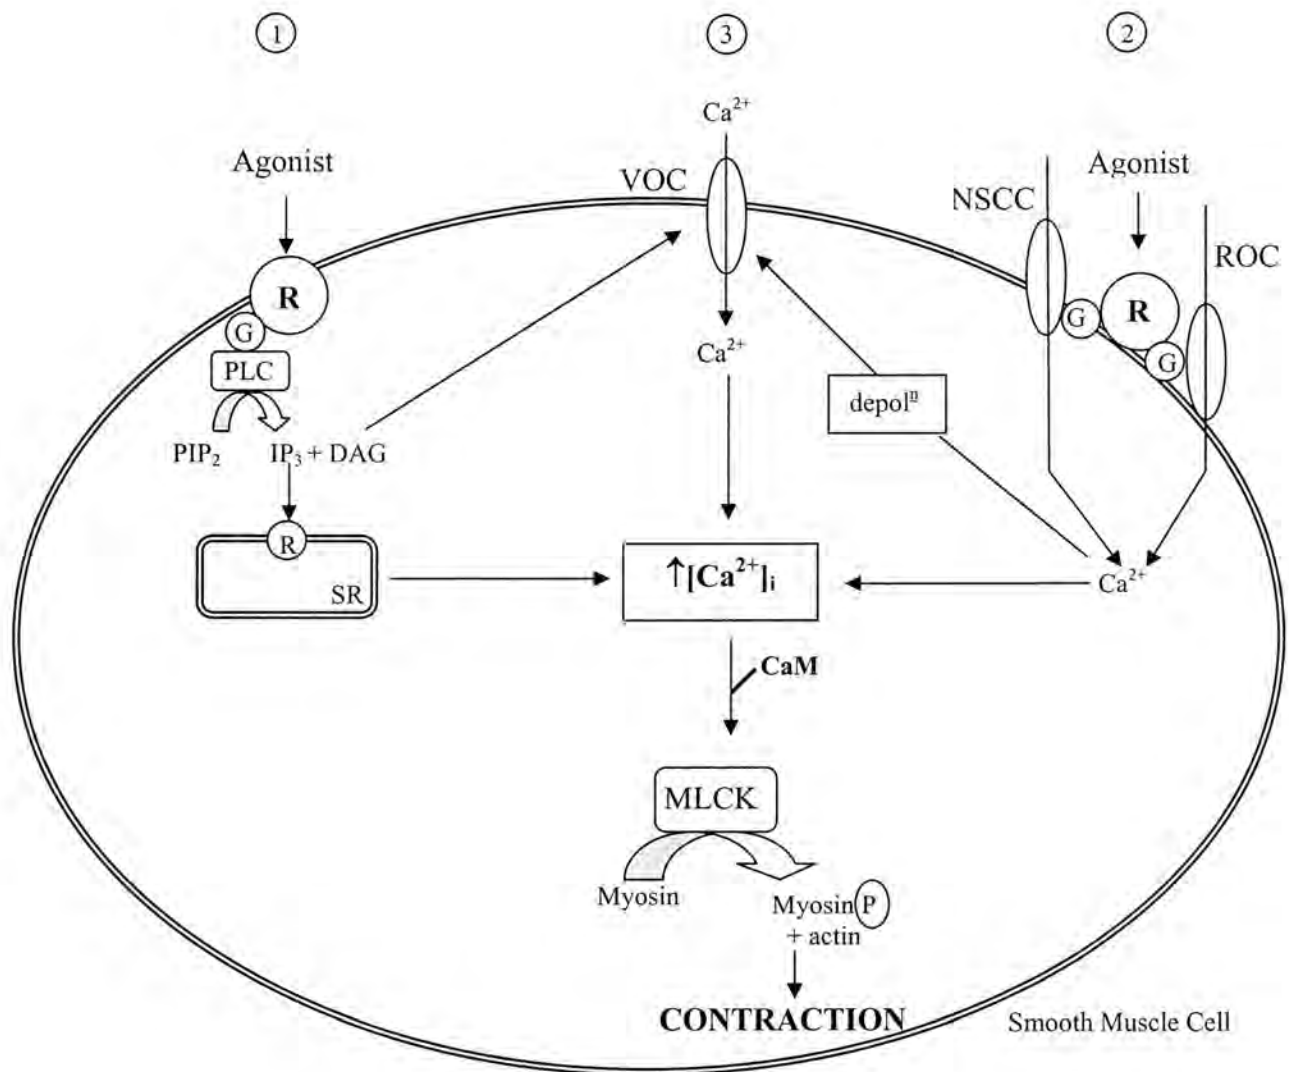 ① ③ ②
Ca²⁺
Agonist
VOC
NSCC
Agonist
ROC
R
G
PLC
PIP₂
IP₃ + DAG
R
SR
Ca²⁺
depolⁿ
G
R
G
Ca²⁺
↑[Ca²⁺]ᵢ
CaM
MLCK
Myosin
Myosin P
+ actin
CONTRACTION
Smooth Muscle Cell